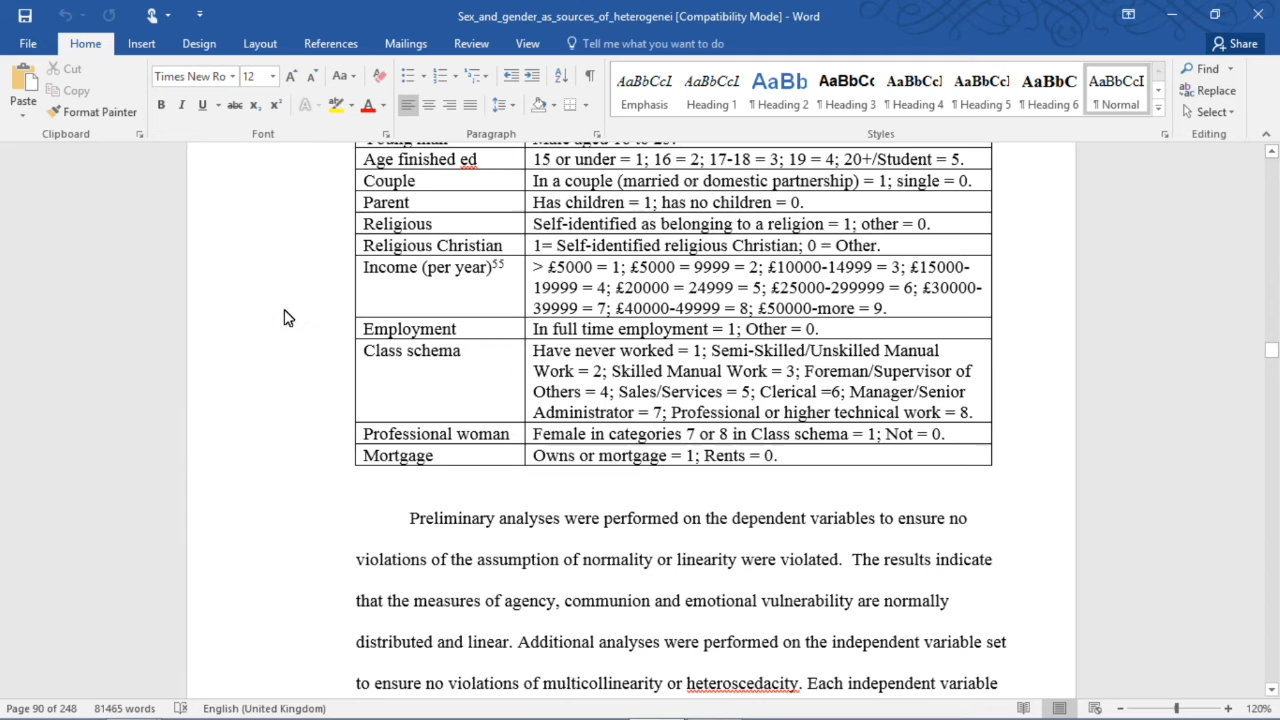 Sex_and_gender_as_sources_of_heterogenei [Compatibility Mode] - Word
File Home Insert Design Layout References Mailings Review View Tell me what you want to do Share
Paste
Cut
Copy
Format Painter
Times New Ro 12
AaBbCcI AaBbCcI AaBb AaBbCc AaBbCcI AaBbCcI AaBbC AaBbCcI
Emphasis Heading 1 ¶ Heading 2 ¶ Heading 3 ¶ Heading 4 ¶ Heading 5 ¶ Heading 6 ¶ Normal
Find
Replace
Select
Clipboard Font Paragraph Styles Editing
Age finished ed 15 or under = 1; 16 = 2; 17-18 = 3; 19 = 4; 20+/Student = 5.
Couple In a couple (married or domestic partnership) = 1; single = 0.
Parent Has children = 1; has no children = 0.
Religious Self-identified as belonging to a religion = 1; other = 0.
Religious Christian 1= Self-identified religious Christian; 0 = Other.
Income (per year)55 > £5000 = 1; £5000 = 9999 = 2; £10000-14999 = 3; £15000-
19999 = 4; £20000 = 24999 = 5; £25000-299999 = 6; £30000-
39999 = 7; £40000-49999 = 8; £50000-more = 9.
Employment In full time employment = 1; Other = 0.
Class schema Have never worked = 1; Semi-Skilled/Unskilled Manual
Work = 2; Skilled Manual Work = 3; Foreman/Supervisor of
Others = 4; Sales/Services = 5; Clerical =6; Manager/Senior
Administrator = 7; Professional or higher technical work = 8.
Professional woman Female in categories 7 or 8 in Class schema = 1; Not = 0.
Mortgage Owns or mortgage = 1; Rents = 0.
Preliminary analyses were performed on the dependent variables to ensure no
violations of the assumption of normality or linearity were violated. The results indicate
that the measures of agency, communion and emotional vulnerability are normally
distributed and linear. Additional analyses were performed on the independent variable set
to ensure no violations of multicollinearity or heteroscedacity. Each independent variable
Page 90 of 248 81465 words English (United Kingdom) 120%